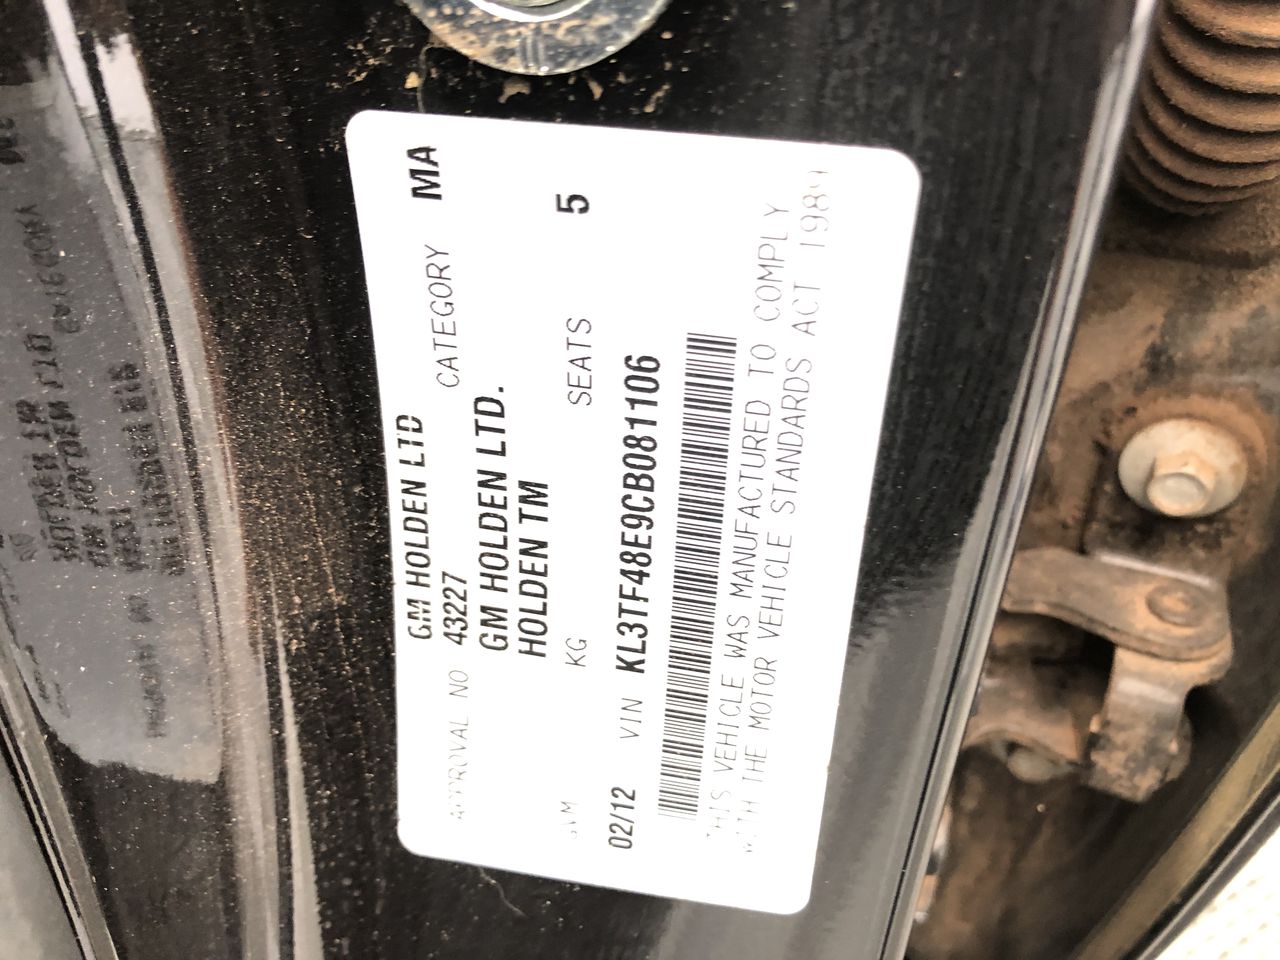 GM HOLDEN LTD
APPROVAL NO 43227 CATEGORY MA
GM HOLDEN LTD.
HOLDEN TM
GVM KG SEATS 5
02/12 VIN KL3TF48E9CB081106
THIS VEHICLE WAS MANUFACTURED TO COMPLY
WITH THE MOTOR VEHICLE STANDARDS ACT 1989